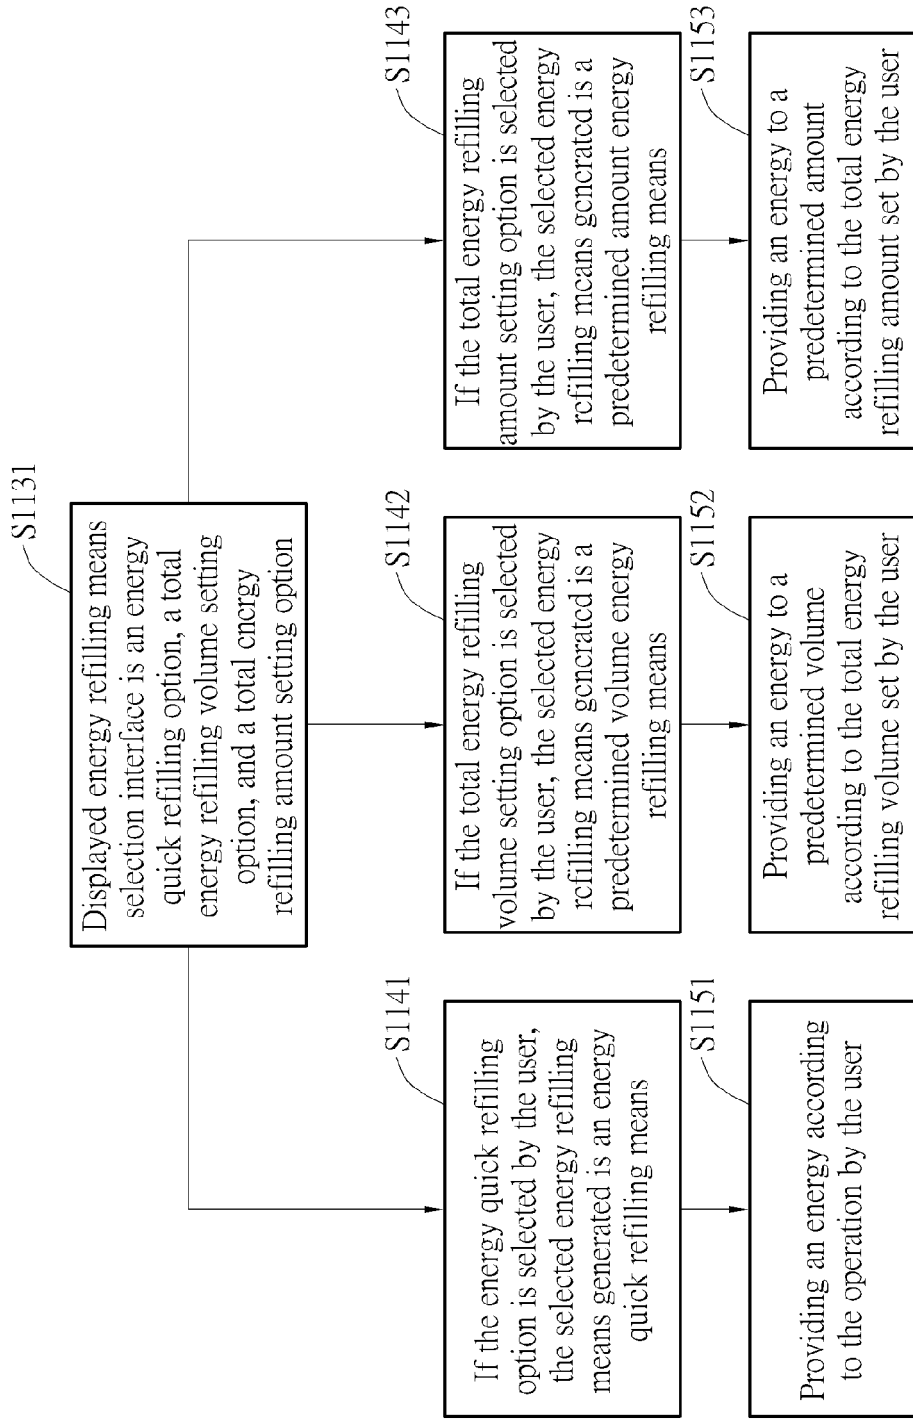 S1131
Displayed energy refilling means
selection interface is an energy
quick refilling option, a total
energy refilling volume setting
option, and a total energy
refilling amount setting option
S1141
If the energy quick refilling
option is selected by the user,
the selected energy refilling
means generated is an energy
quick refilling means
S1142
If the total energy refilling
volume setting option is selected
by the user, the selected energy
refilling means generated is a
predetermined volume energy
refilling means
S1143
If the total energy refilling
amount setting option is selected
by the user, the selected energy
refilling means generated is a
predetermined amount energy
refilling means
S1151
Providing an energy according
to the operation by the user
S1152
Providing an energy to a
predetermined volume
according to the total energy
refilling volume set by the user
S1153
Providing an energy to a
predetermined amount
according to the total energy
refilling amount set by the user